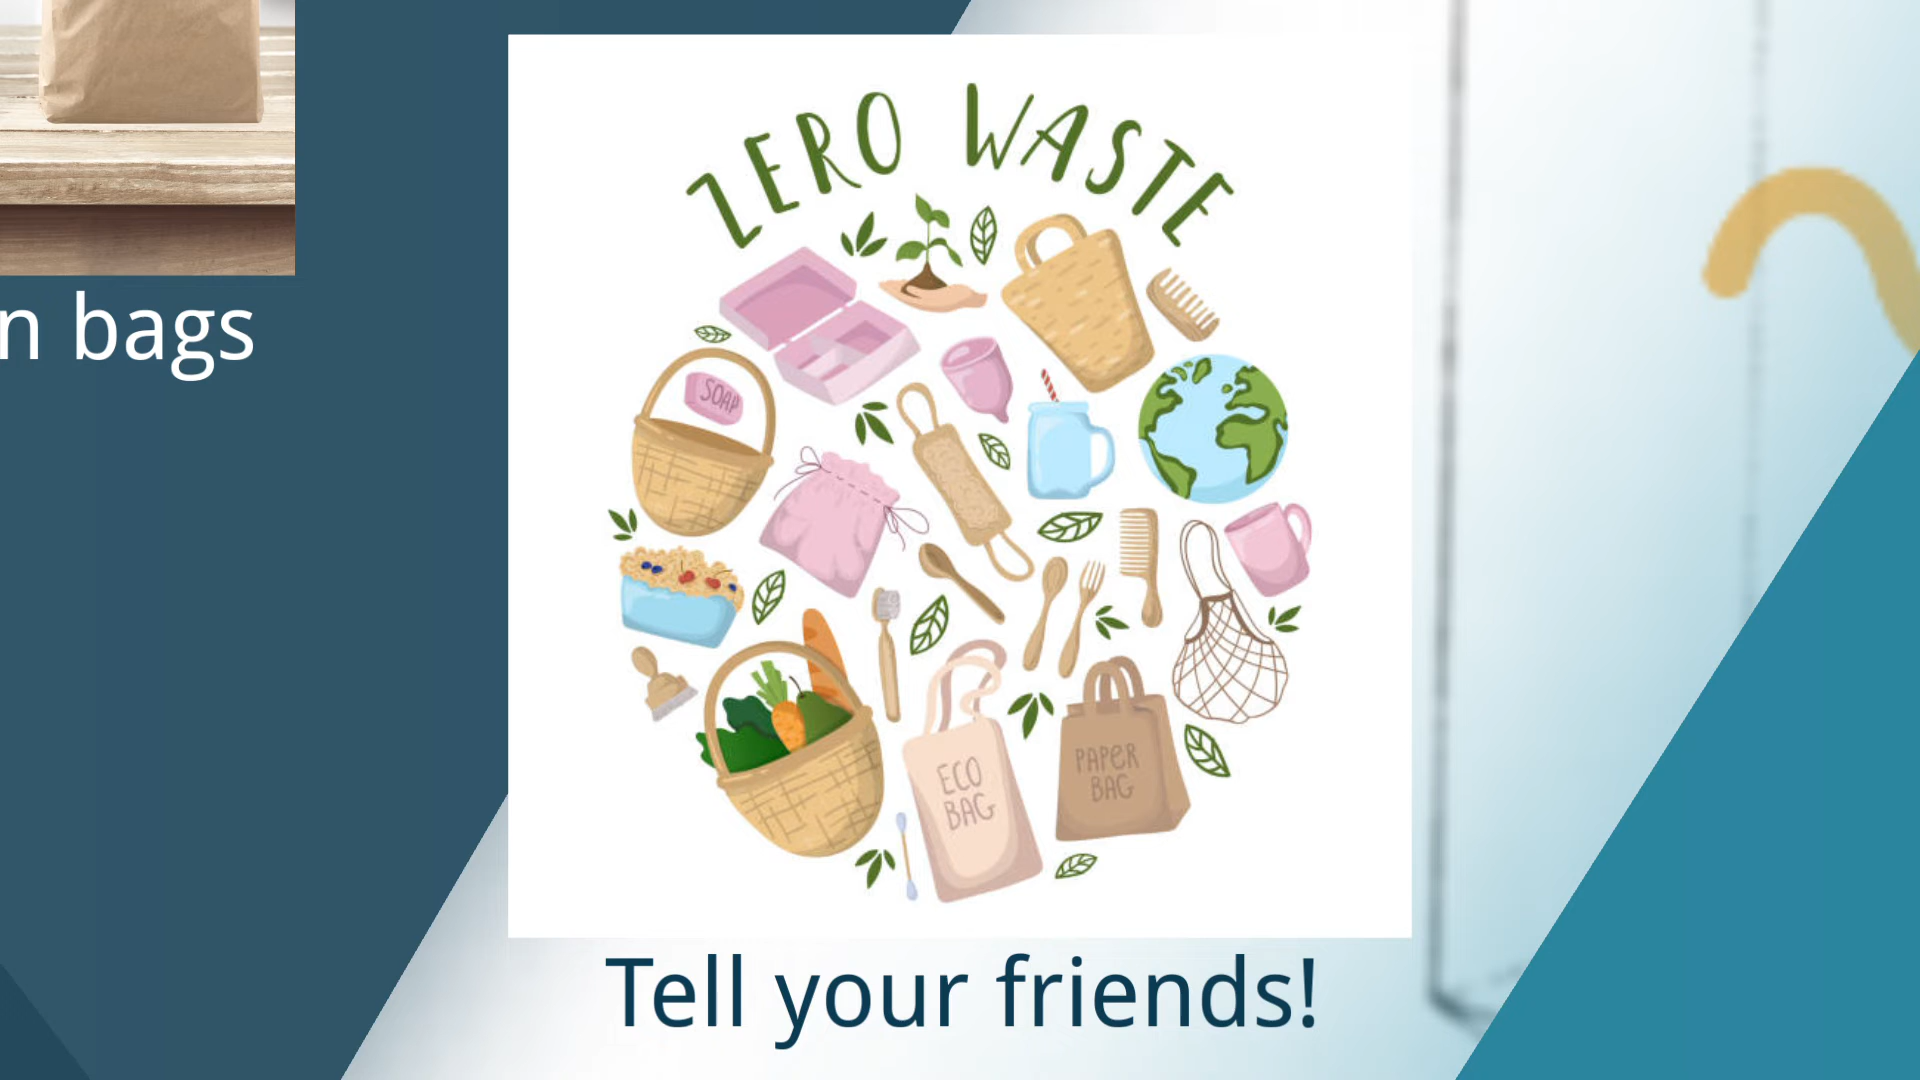 ZERO WASTE
n bags
SOAP
ECO
BAG
PAPER
BAG
Tell your friends!